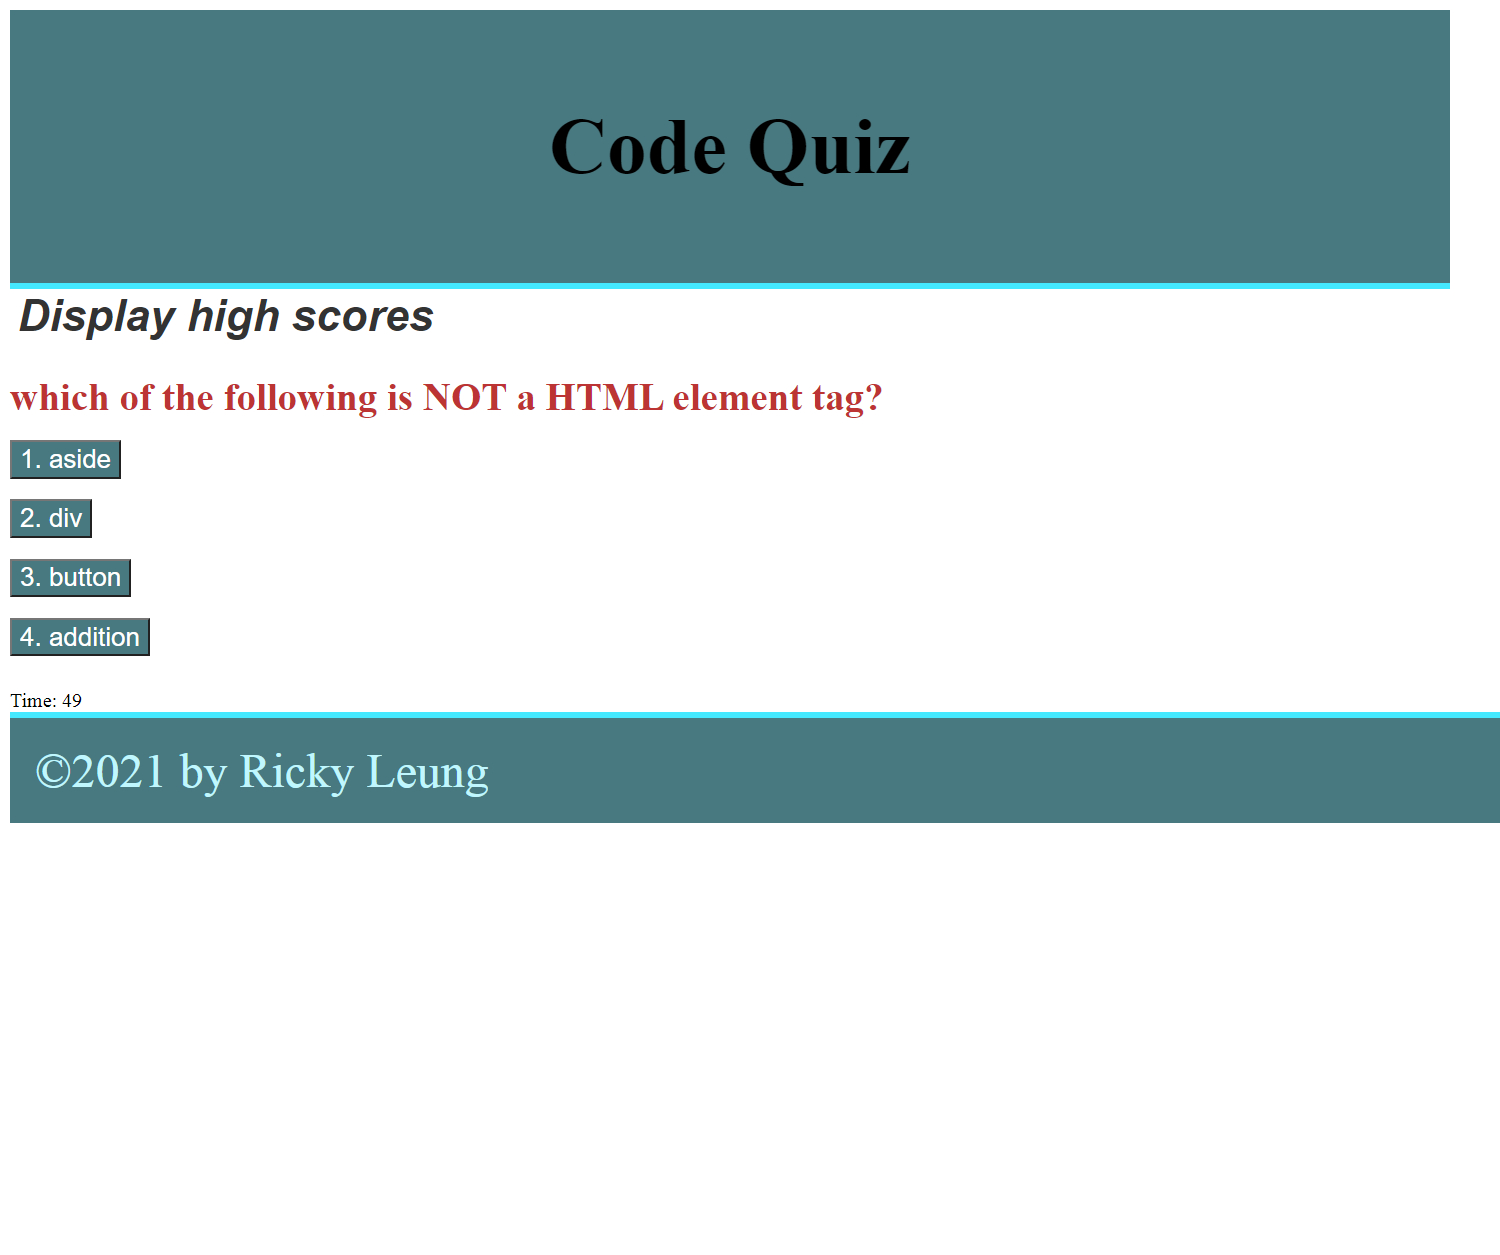 Code Quiz
Display high scores
which of the following is NOT a HTML element tag?
1. aside
2. div
3. button
4. addition
Time: 49
©2021 by Ricky Leung